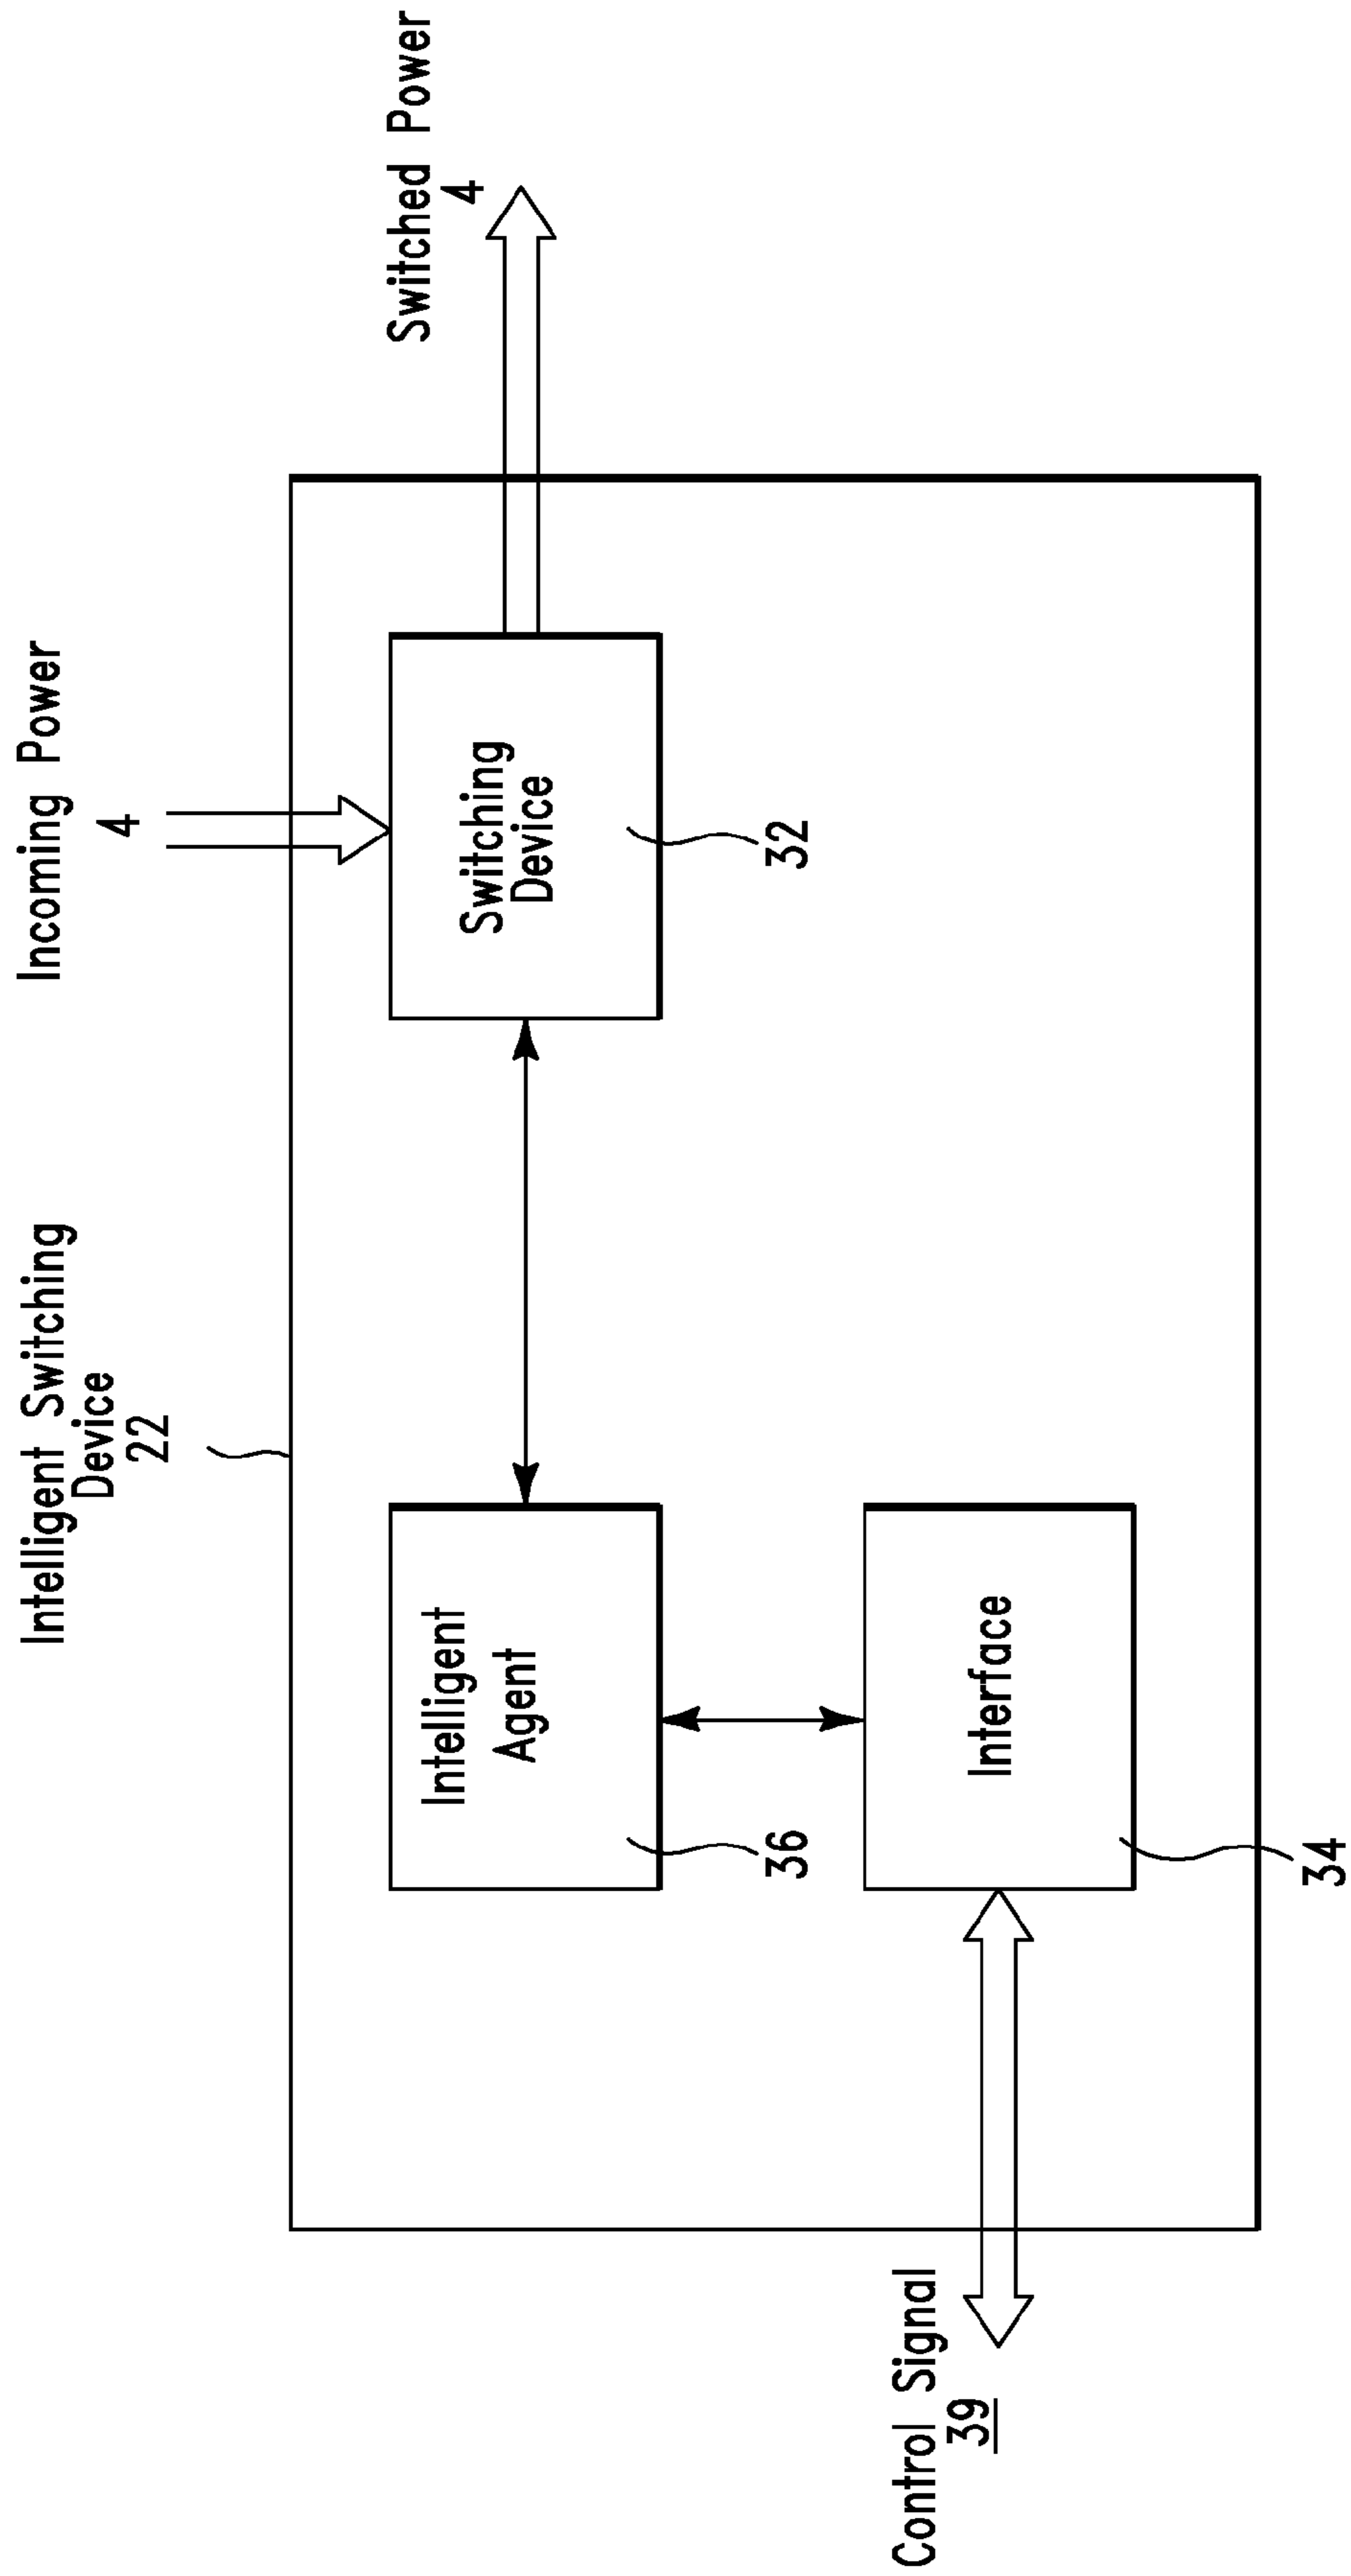 Intelligent Switching
Device
22
Incoming Power
4
Switched Power
4
Intelligent
Agent
36
Switching
Device
32
Control Signal
39
Interface
34